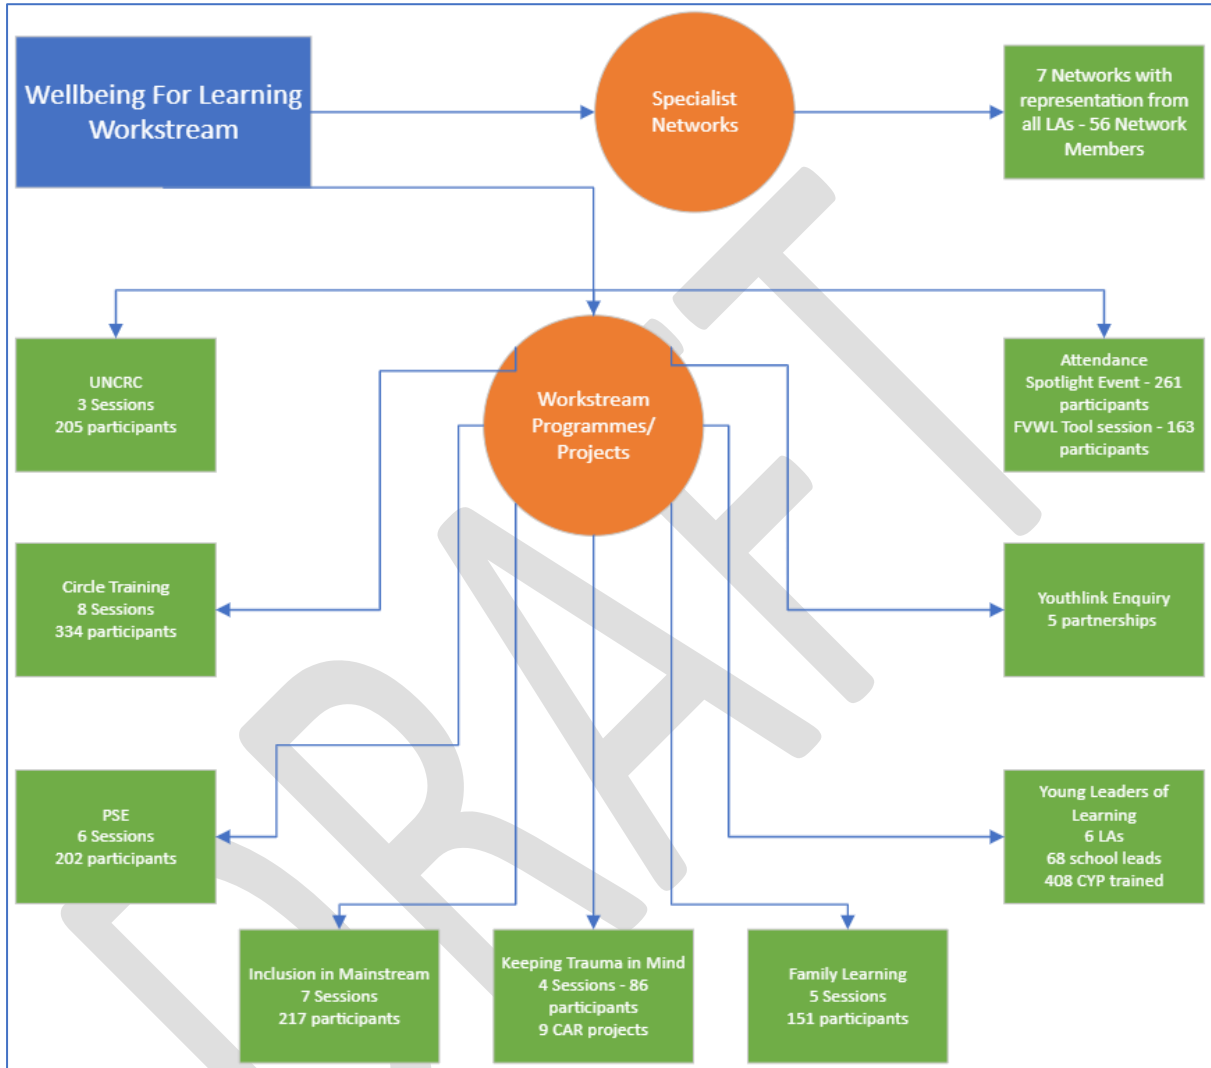 Wellbeing For Learning
Workstream
Specialist
Networks
7 Networks with
representation from
all LAs - 56 Network
Members
UNCRC
3 Sessions
205 participants
Workstream
Programmes/
Projects
Attendance
Spotlight Event - 261
participants
FVWL Tool session - 163
participants
Circle Training
8 Sessions
334 participants
Youthlink Enquiry
5 partnerships
PSE
6 Sessions
202 participants
Young Leaders of
Learning
6 LAs
68 school leads
408 CYP trained
Inclusion in Mainstream
7 Sessions
217 participants
Keeping Trauma in Mind
4 Sessions - 86
participants
9 CAR projects
Family Learning
5 Sessions
151 participants
DRAFT